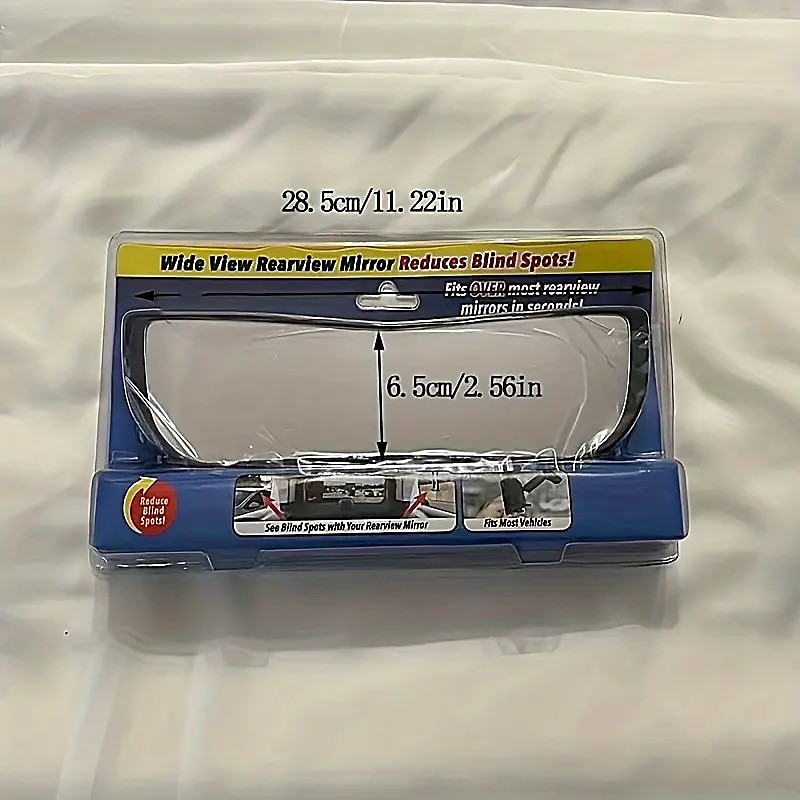 28.5cm/11.22in
Wide View Rearview Mirror Reduces Blind Spots!
Fits OVER most rearview
mirrors in seconds!
6.5cm/2.56in
Reduce
Blind
Spots!
See Blind Spots with Your Rearview Mirror
Fits Most Vehicles